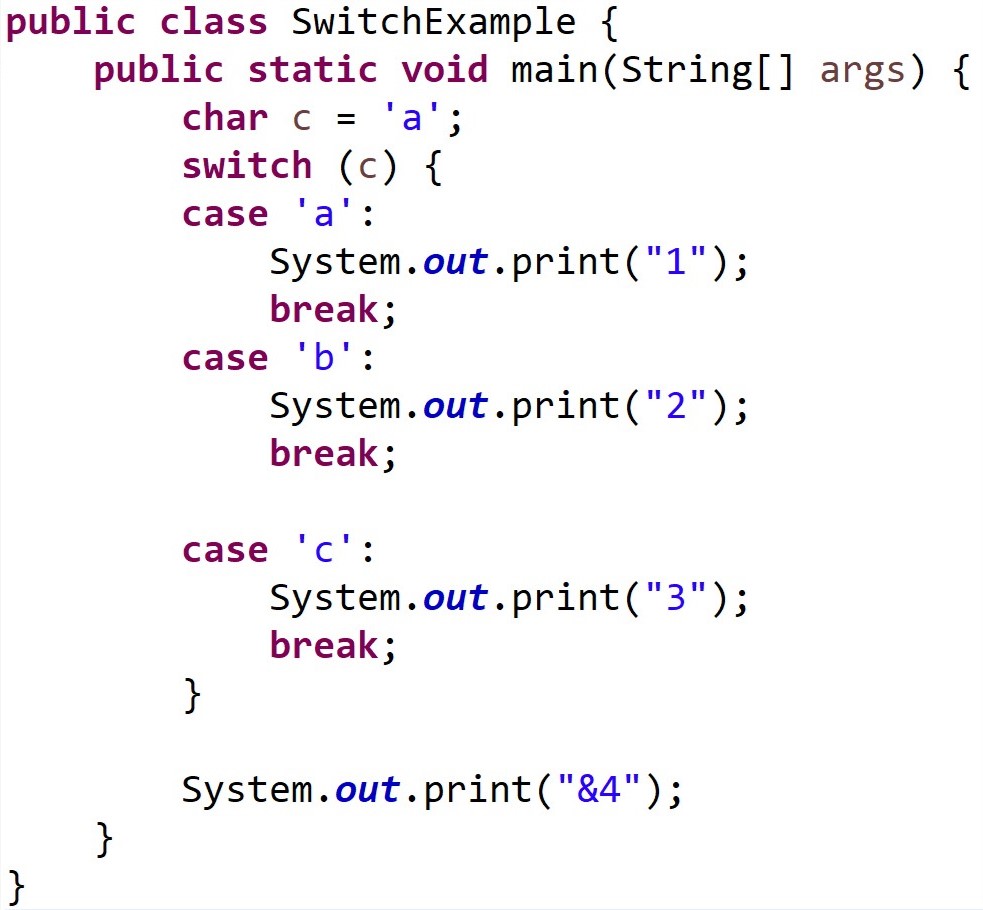 public class SwitchExample {
    public static void main(String[] args) {
        char c = 'a';
        switch (c) {
        case 'a':
            System.out.print("1");
            break;
        case 'b':
            System.out.print("2");
            break;

        case 'c':
            System.out.print("3");
            break;
        }

        System.out.print("&4");
    }
}